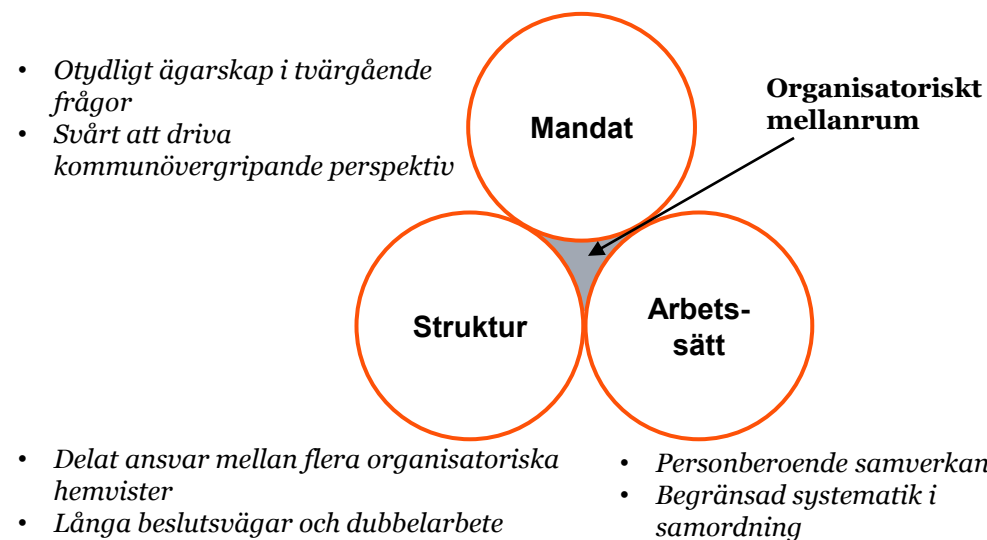 • Otydligt ägarskap i tvärgående
frågor
• Svårt att driva
kommunövergripande perspektiv
Organisatoriskt
mellanrum
Mandat
Struktur
Arbets-
sätt
• Delat ansvar mellan flera organisatoriska
hemvister
• Långa beslutsvägar och dubbelarbete
• Personberoende samverkan
• Begränsad systematik i
samordning